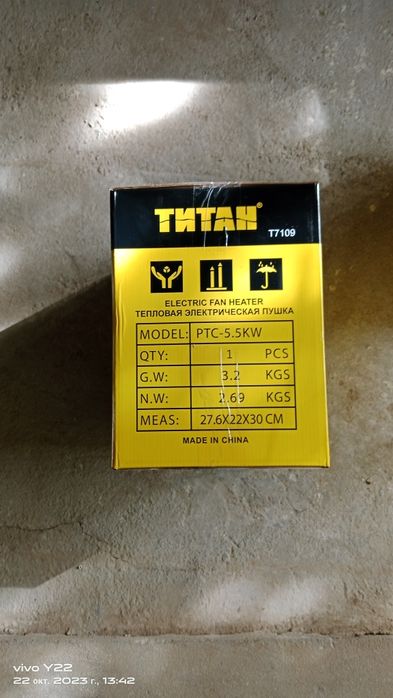 ТИТАН®
T7109
ELECTRIC FAN HEATER
ТЕПЛОВАЯ ЭЛЕКТРИЧЕСКАЯ ПУШКА
MODEL: PTC-5.5KW
QTY: 1 PCS
G.W: 3.2 KGS
N.W: 2.69 KGS
MEAS: 27.6X22X30 CM
MADE IN CHINA
vivo Y22
22 окт. 2023 г., 13:42